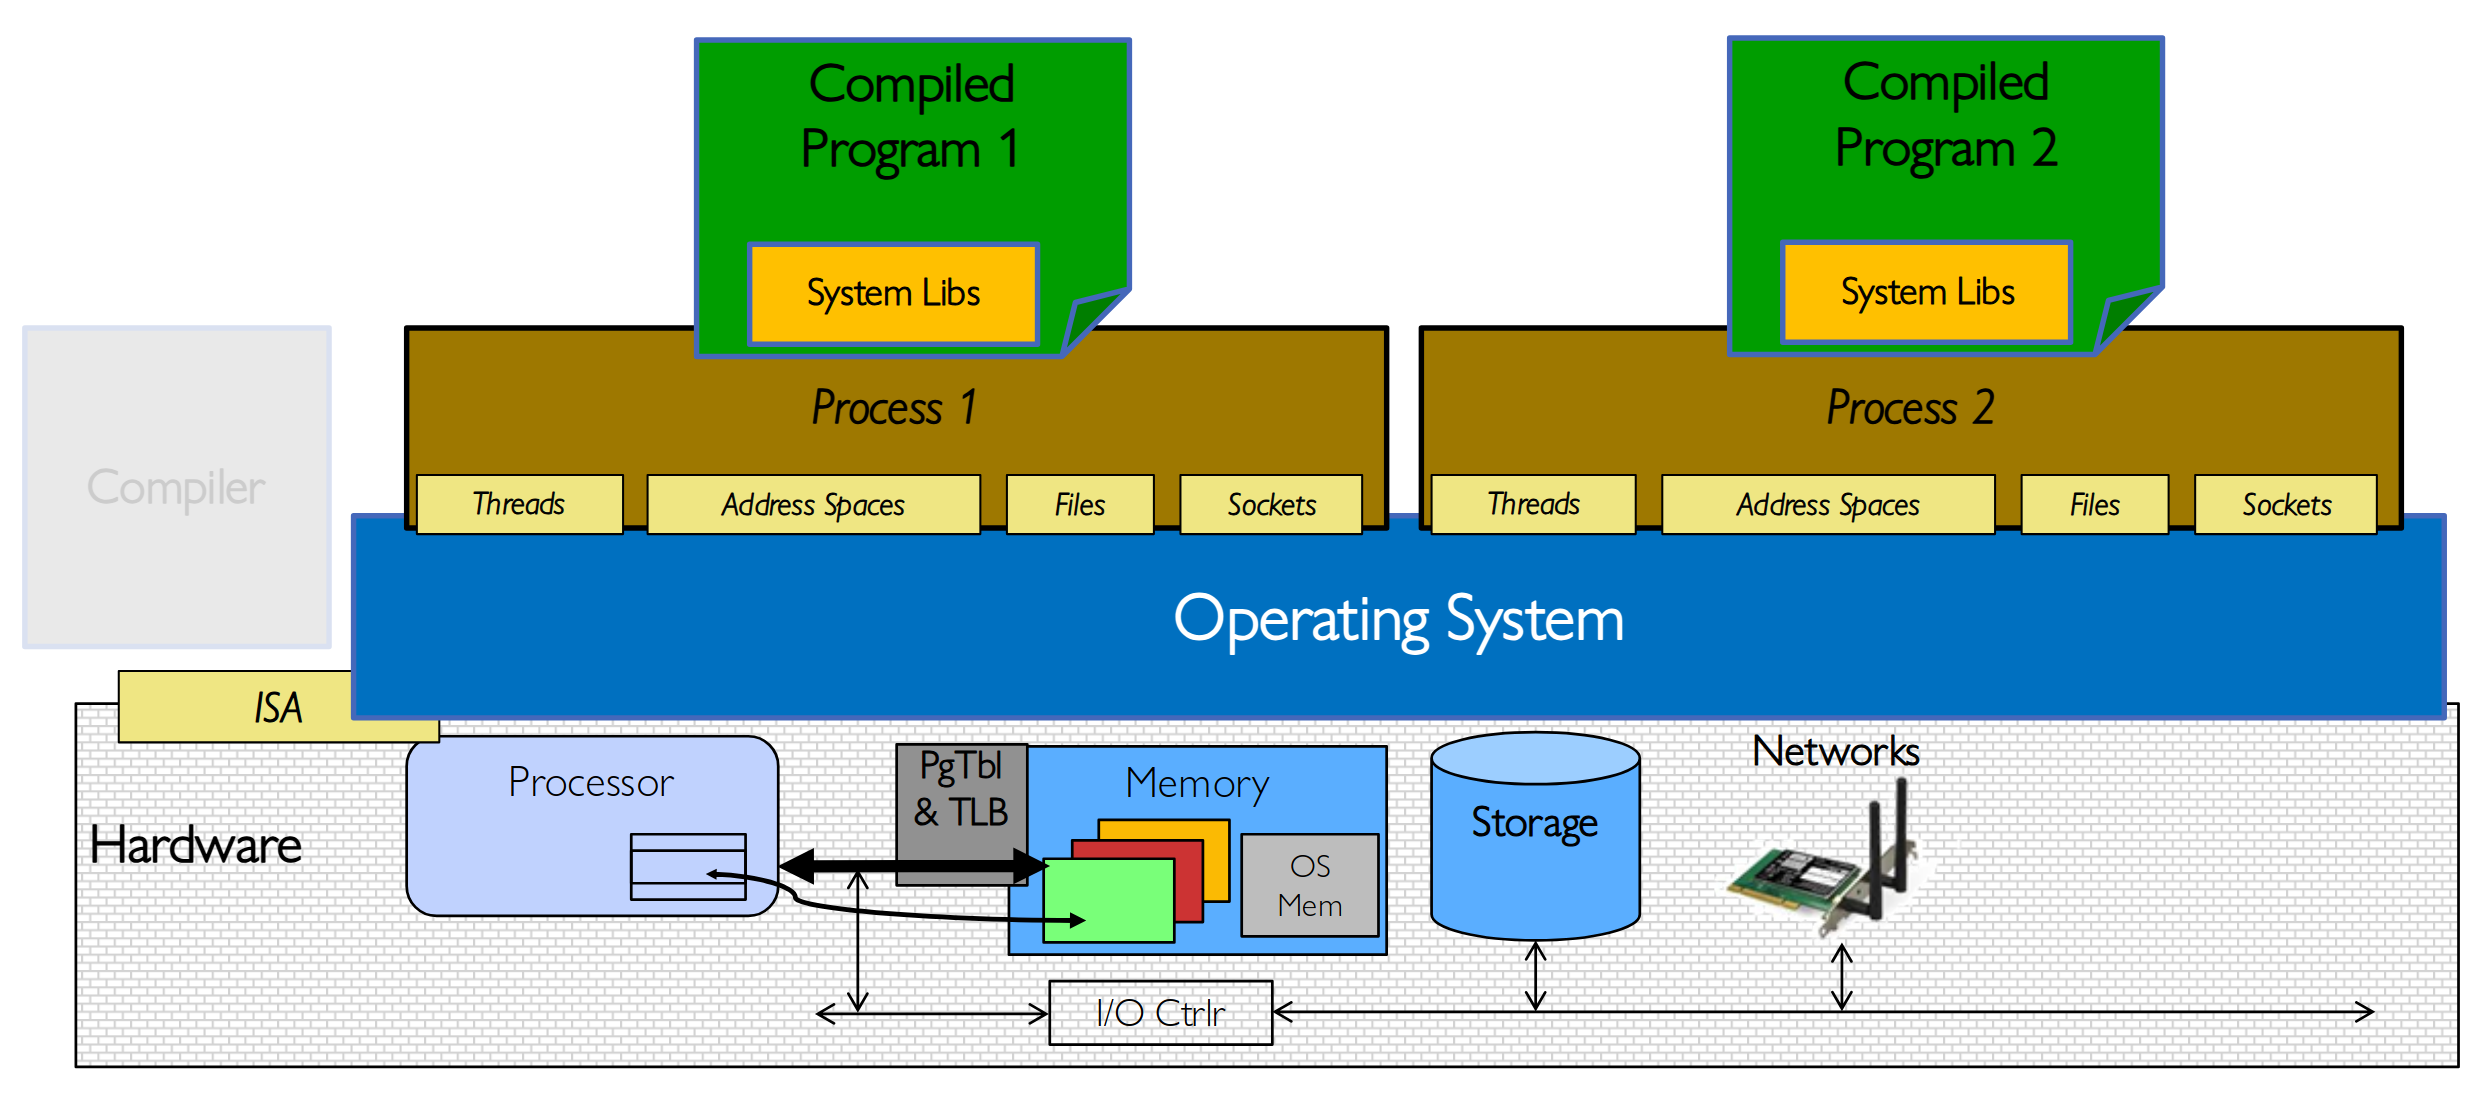 Compiled
Program 1
System Libs
Compiled
Program 2
System Libs
Compiler
Process 1
Threads
Address Spaces
Files
Sockets
Process 2
Threads
Address Spaces
Files
Sockets
Operating System
ISA
Hardware
Processor
PgTbl
& TLB
Memory
OS
Mem
Storage
Networks
I/O Ctrlr